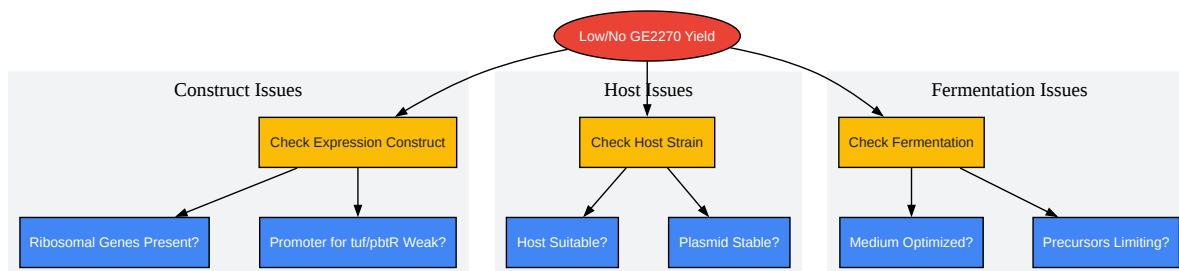 Low/No GE2270 Yield
Construct Issues
Host Issues
Fermentation Issues
Check Expression Construct
Check Host Strain
Check Fermentation
Ribosomal Genes Present?
Promoter for tuf/pbtR Weak?
Host Suitable?
Plasmid Stable?
Medium Optimized?
Precursors Limiting?